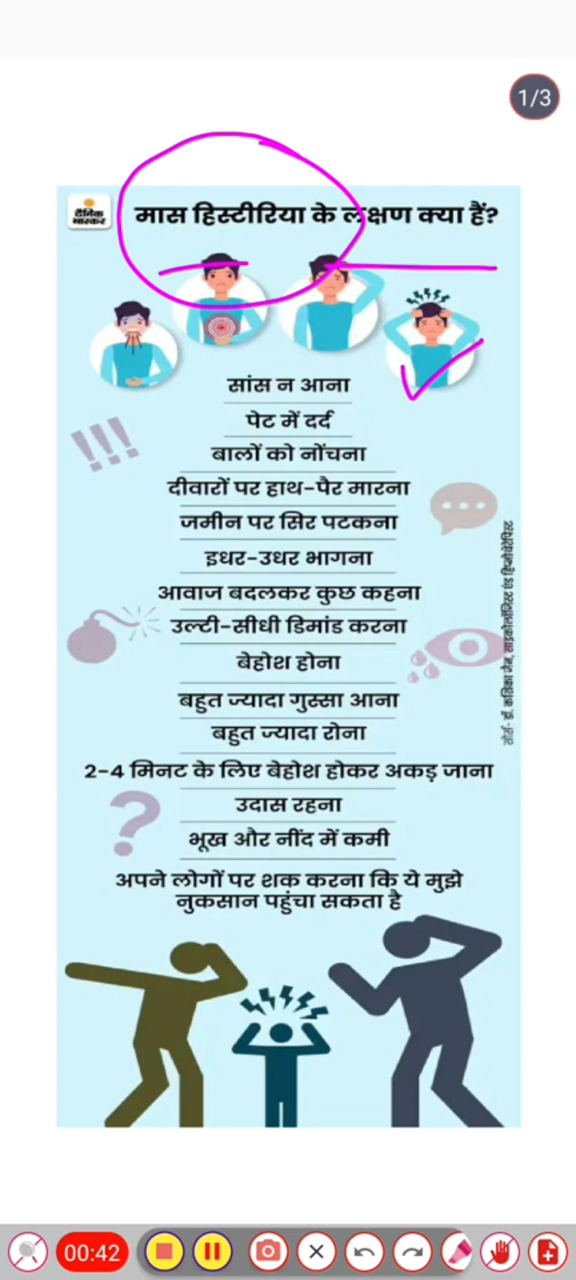 1/3
दैनिक
भास्कर
मास हिस्टीरिया के लक्षण क्या हैं?
सांस न आना
पेट में दर्द
बालों को नोंचना
दीवारों पर हाथ-पैर मारना
जमीन पर सिर पटकना
इधर-उधर भागना
आवाज बदलकर कुछ कहना
उल्टी-सीधी डिमांड करना
बेहोश होना
बहुत ज्यादा गुस्सा आना
बहुत ज्यादा रोना
2-4 मिनट के लिए बेहोश होकर अकड़ जाना
उदास रहना
भूख और नींद में कमी
अपने लोगों पर शक करना कि ये मुझे
नुकसान पहुंचा सकता है
!!!
?
00:42